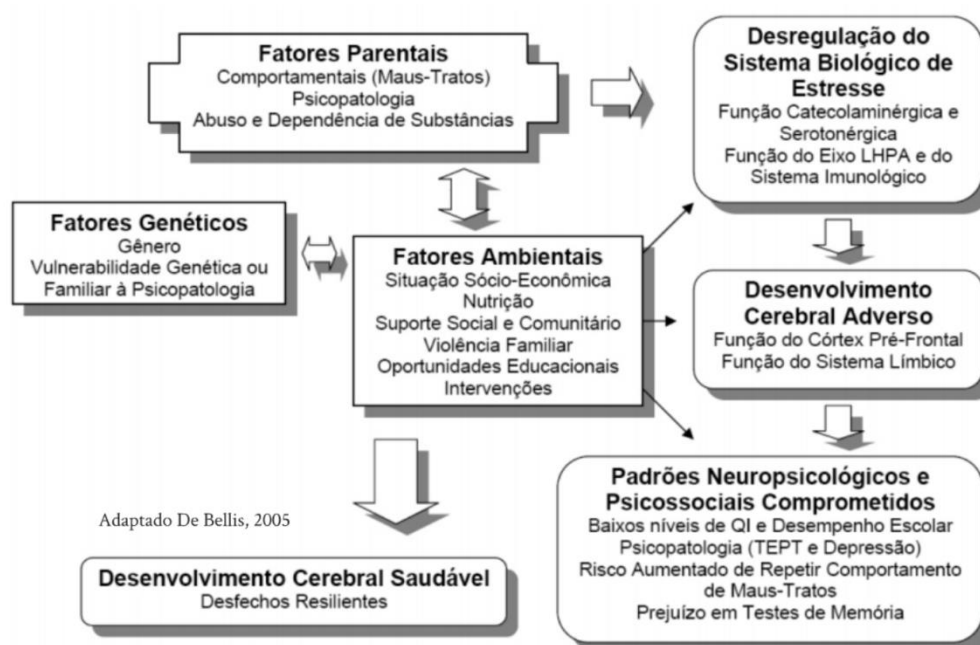 Fatores Parentais
Comportamentais (Maus-Tratos)
Psicopatologia
Abuso e Dependência de Substâncias
Desregulação do
Sistema Biológico de
Estresse
Função Catecolaminérgica e
Serotonérgica
Função do Eixo LHPA e do
Sistema Imunológico
Fatores Genéticos
Gênero
Vulnerabilidade Genética ou
Familiar à Psicopatologia
Fatores Ambientais
Situação Sócio-Econômica
Nutrição
Suporte Social e Comunitário
Violência Familiar
Oportunidades Educacionais
Intervenções
Desenvolvimento
Cerebral Adverso
Função do Córtex Pré-Frontal
Função do Sistema Límbico
Adaptado De Bellis, 2005
Desenvolvimento Cerebral Saudável
Desfechos Resilientes
Padrões Neuropsicológicos e
Psicossociais Comprometidos
Baixos níveis de QI e Desempenho Escolar
Psicopatologia (TEPT e Depressão)
Risco Aumentado de Repetir Comportamento
de Maus-Tratos
Prejuízo em Testes de Memória